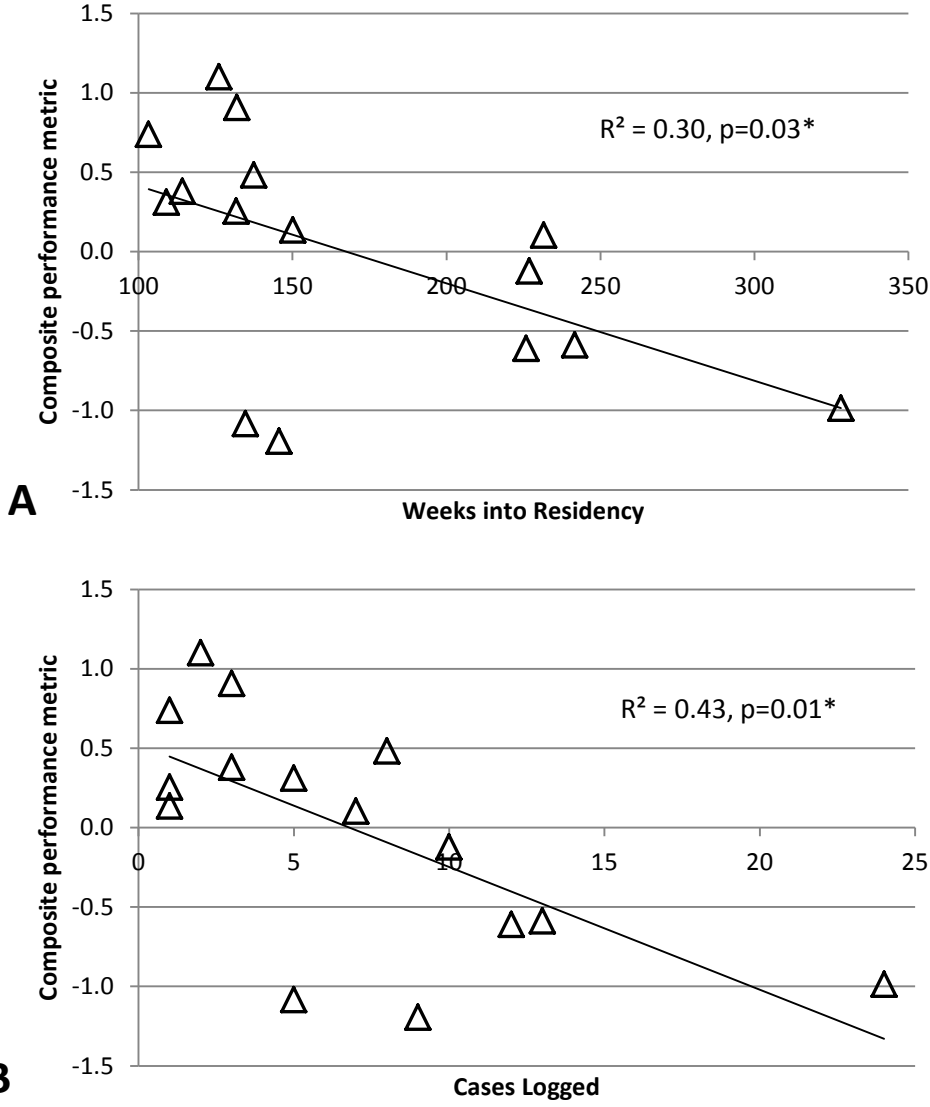 1.5
1.0
0.5
0.0
-0.5
-1.0
-1.5
Composite performance metric
R² = 0.30, p=0.03*
100 150 200 250 300 350
Weeks into Residency
A
1.5
1.0
0.5
0.0
-0.5
-1.0
-1.5
Composite performance metric
R² = 0.43, p=0.01*
0 5 10 15 20 25
Cases Logged
B